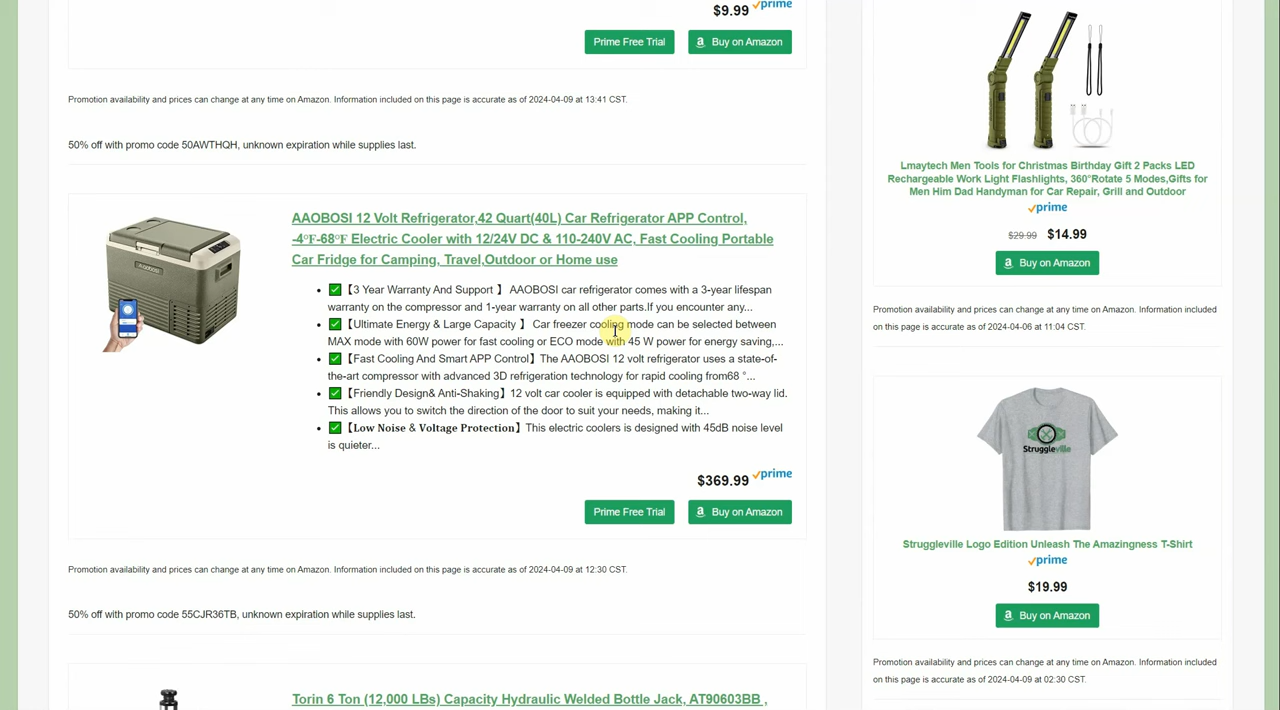 $9.99 prime
Prime Free Trial
a Buy on Amazon
Promotion availability and prices can change at any time on Amazon. Information included on this page is accurate as of 2024-04-09 at 13:41 CST.
50% off with promo code 50AWTHQH, unknown expiration while supplies last.
AAOBOSI 12 Volt Refrigerator,42 Quart(40L) Car Refrigerator APP Control,
-4℉-68℉ Electric Cooler with 12/24V DC & 110-240V AC, Fast Cooling Portable
Car Fridge for Camping, Travel,Outdoor or Home use
• ✅【3 Year Warranty And Support 】 AAOBOSI car refrigerator comes with a 3-year lifespan
warranty on the compressor and 1-year warranty on all other parts.If you encounter any...
• ✅【Ultimate Energy & Large Capacity 】 Car freezer cooling mode can be selected between
MAX mode with 60W power for fast cooling or ECO mode with 45 W power for energy saving,...
• ✅【Fast Cooling And Smart APP Control】The AAOBOSI 12 volt refrigerator uses a state-of-
the-art compressor with advanced 3D refrigeration technology for rapid cooling from68 °...
• ✅【Friendly Design& Anti-Shaking】12 volt car cooler is equipped with detachable two-way lid.
This allows you to switch the direction of the door to suit your needs, making it...
• ✅【𝐋𝐨𝐰 𝐍𝐨𝐢𝐬𝐞 & 𝐕𝐨𝐥𝐭𝐚𝐠𝐞 𝐏𝐫𝐨𝐭𝐞𝐜𝐭𝐢𝐨𝐧】This electric coolers is designed with 45dB noise level
is quieter...
$369.99 prime
Prime Free Trial
a Buy on Amazon
Promotion availability and prices can change at any time on Amazon. Information included on this page is accurate as of 2024-04-09 at 12:30 CST.
50% off with promo code 55CJR36TB, unknown expiration while supplies last.
Torin 6 Ton (12,000 LBs) Capacity Hydraulic Welded Bottle Jack, AT90603BB ,
Lmaytech Men Tools for Christmas Birthday Gift 2 Packs LED
Rechargeable Work Light Flashlights, 360°Rotate 5 Modes,Gifts for
Men Him Dad Handyman for Car Repair, Grill and Outdoor
prime
$29.99 $14.99
a Buy on Amazon
Promotion availability and prices can change at any time on Amazon. Information included
on this page is accurate as of 2024-04-06 at 11:04 CST.
Struggleville
Struggleville Logo Edition Unleash The Amazingness T-Shirt
prime
$19.99
a Buy on Amazon
Promotion availability and prices can change at any time on Amazon. Information included
on this page is accurate as of 2024-04-09 at 02:30 CST.